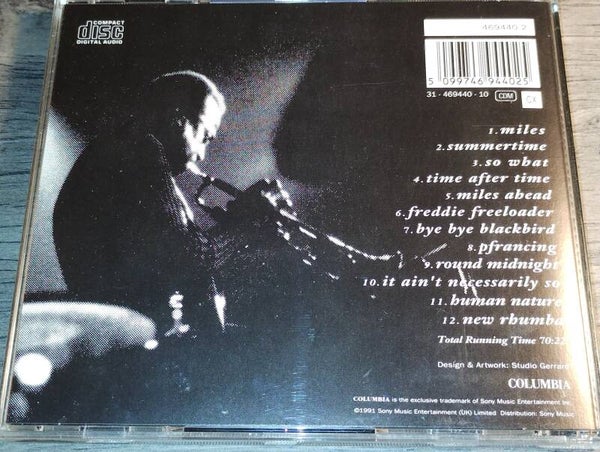 COMPACT
disc
DIGITAL AUDIO
469440 2
5 099746 944025
31 - 469440 - 10
CDM
CX
1. miles
2. summertime
3. so what
4. time after time
5. miles ahead
6. freddie freeloader
7. bye bye blackbird
8. pfrancing
9. round midnight
10. it ain't necessarily so
11. human nature
12. new rhumba
Total Running Time 70:22
Design & Artwork: Studio Gerrard
COLUMBIA
COLUMBIA is the exclusive trademark of Sony Music Entertainment Inc.
©1991 Sony Music Entertainment (UK) Limited Distribution: Sony Music